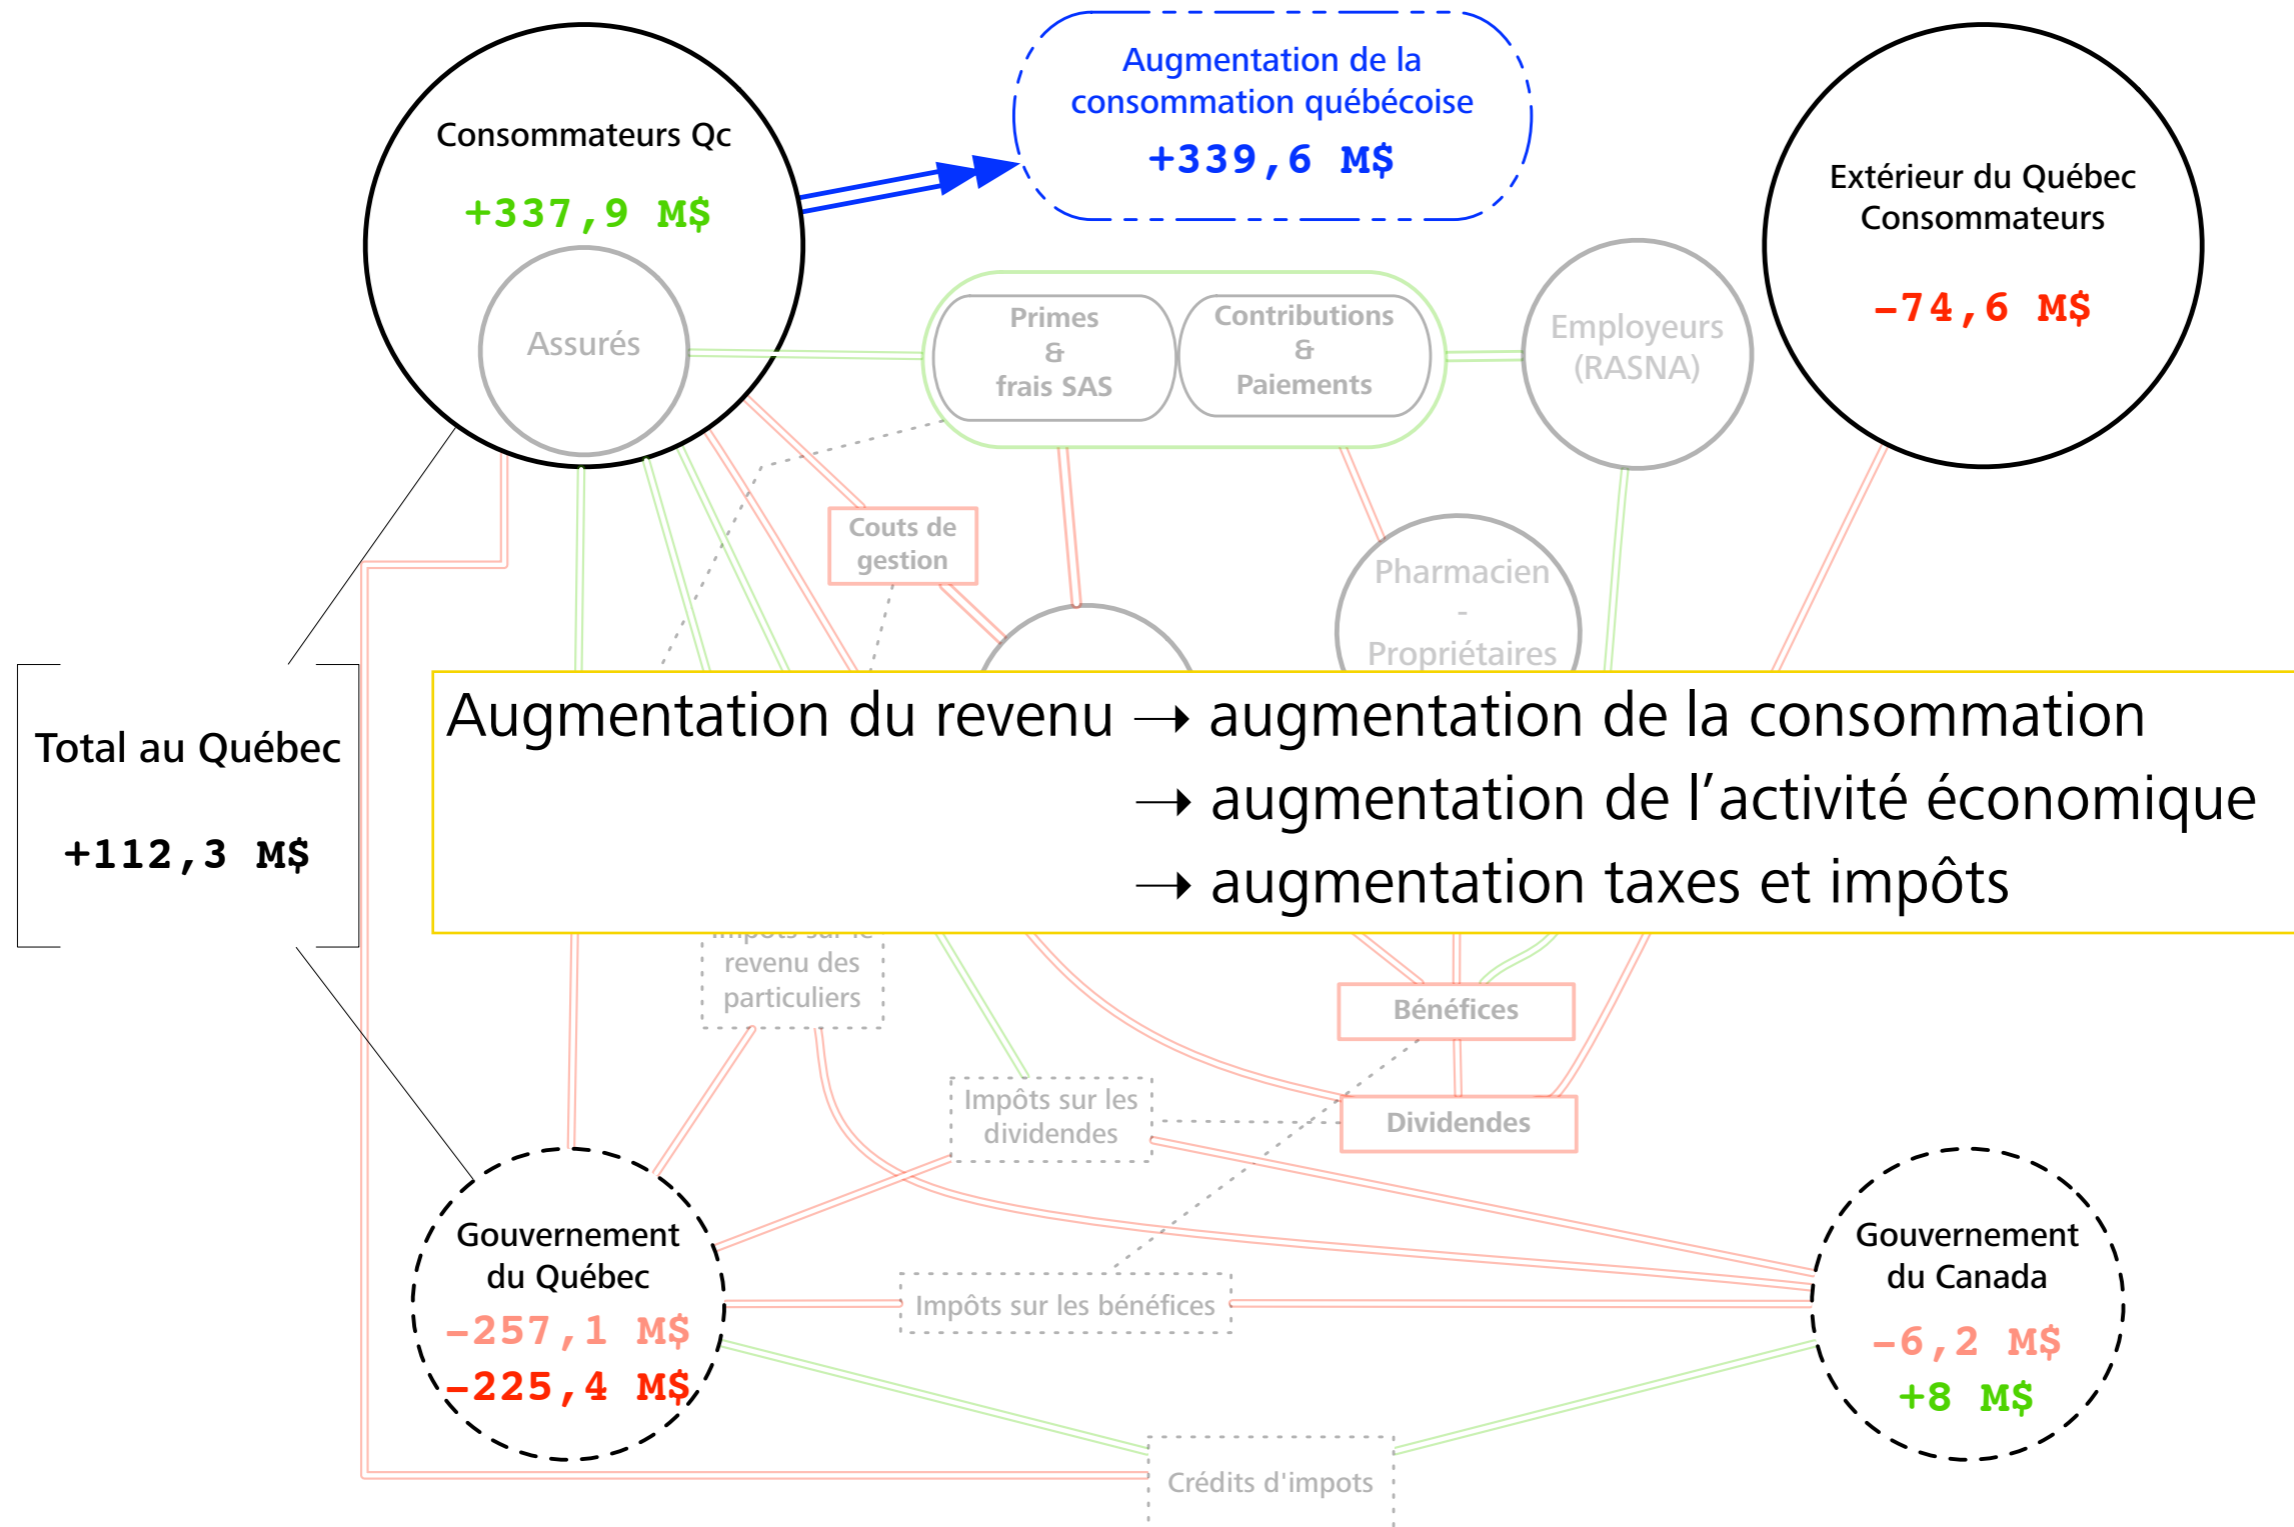 Augmentation de la
consommation québécoise
+339,6 M$
Consommateurs Qc
+337,9 M$
Extérieur du Québec
Consommateurs
-74,6 M$
Assurés
Primes
&
frais SAS
Contributions
&
Paiements
Employeurs
(RASNA)
Couts de
gestion
Pharmacien
-
Propriétaires
Total au Québec
+112,3 M$
Augmentation du revenu → augmentation de la consommation
→ augmentation de l’activité économique
→ augmentation taxes et impôts
Impôts sur le
revenu des
particuliers
Bénéfices
Impôts sur les
dividendes
Dividendes
Gouvernement
du Québec
-257,1 M$
-225,4 M$
Impôts sur les bénéfices
Gouvernement
du Canada
-6,2 M$
+8 M$
Crédits d'impots